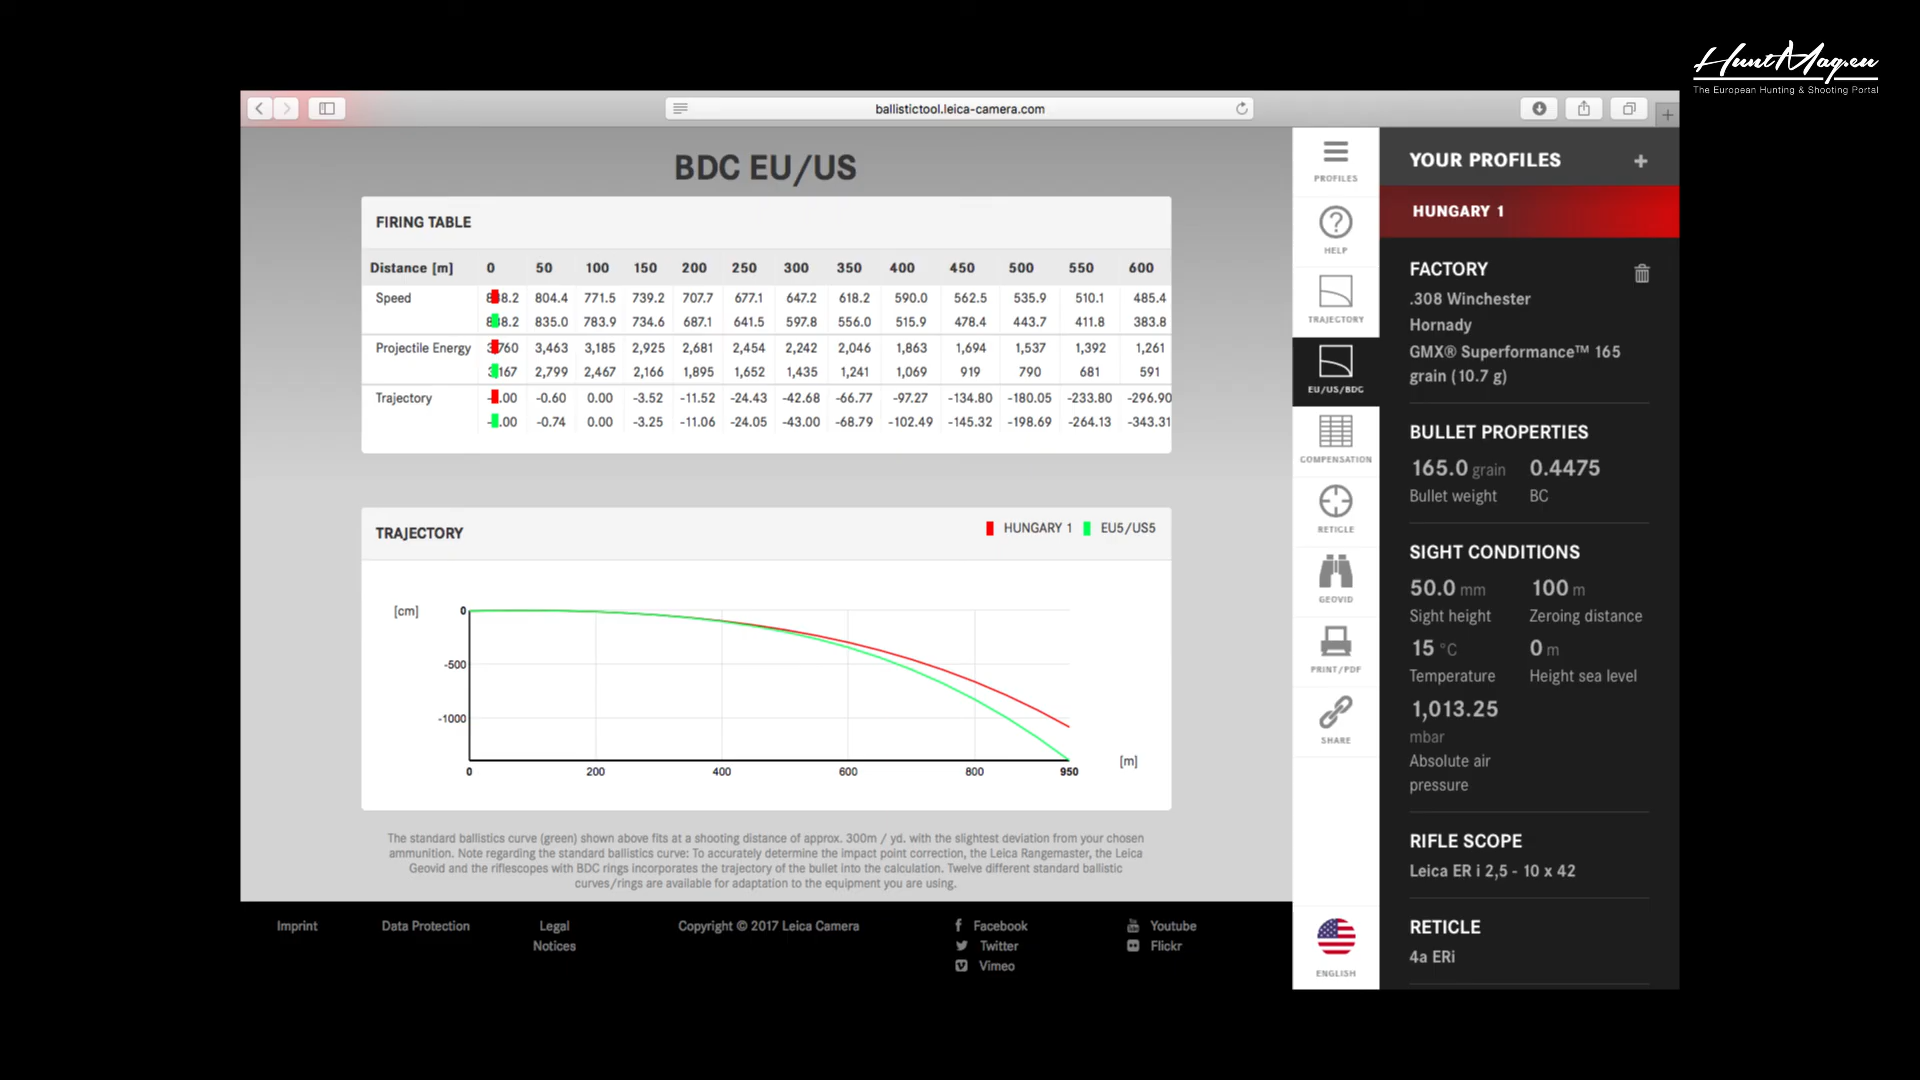 HuntMag.eu
The European Hunting & Shooting Portal
ballistictool.leica-camera.com
BDC EU/US
FIRING TABLE
Distance [m] 0 50 100 150 200 250 300 350 400 450 500 550 600
Speed 804.4 771.5 739.2 707.7 677.1 647.2 618.2 590.0 562.5 535.9 510.1 485.4
835.0 783.9 734.6 687.1 641.5 597.8 556.0 515.9 478.4 443.7 411.8 383.8
Projectile Energy 3,463 3,185 2,925 2,681 2,454 2,242 2,046 1,863 1,694 1,537 1,392 1,261
2,799 2,467 2,166 1,895 1,652 1,435 1,241 1,069 919 790 681 591
Trajectory -0.60 0.00 -3.52 -11.52 -24.43 -42.68 -66.77 -97.27 -134.80 -180.05 -233.80 -296.90
-0.74 0.00 -3.25 -11.06 -24.05 -43.00 -68.79 -102.49 -145.32 -198.69 -264.13 -343.31
TRAJECTORY
HUNGARY 1 EU5/US5
[cm]
0
-500
-1000
0 200 400 600 800 950
[m]
The standard ballistics curve (green) shown above fits at a shooting distance of approx. 300m / yd. with the slightest deviation from your chosen
ammunition. Note regarding the standard ballistics curve: To accurately determine the impact point correction, the Leica Rangemaster, the Leica
Geovid and the riflescopes with BDC rings incorporates the trajectory of the bullet into the calculation. Twelve different standard ballistic
curves/rings are available for adaptation to the equipment you are using.
Imprint
Data Protection
Legal
Notices
Copyright © 2017 Leica Camera
Facebook
Twitter
Vimeo
Youtube
Flickr
PROFILES
HELP
TRAJECTORY
EU/US/BDC
COMPENSATION
RETICLE
GEOVID
PRINT/PDF
SHARE
ENGLISH
YOUR PROFILES +
HUNGARY 1
FACTORY
.308 Winchester
Hornady
GMX® Superformance™ 165
grain (10.7 g)
BULLET PROPERTIES
165.0 grain 0.4475
Bullet weight BC
SIGHT CONDITIONS
50.0 mm 100 m
Sight height Zeroing distance
15 °C 0 m
Temperature Height sea level
1,013.25
mbar
Absolute air
pressure
RIFLE SCOPE
Leica ER i 2,5 - 10 x 42
RETICLE
4a ERi